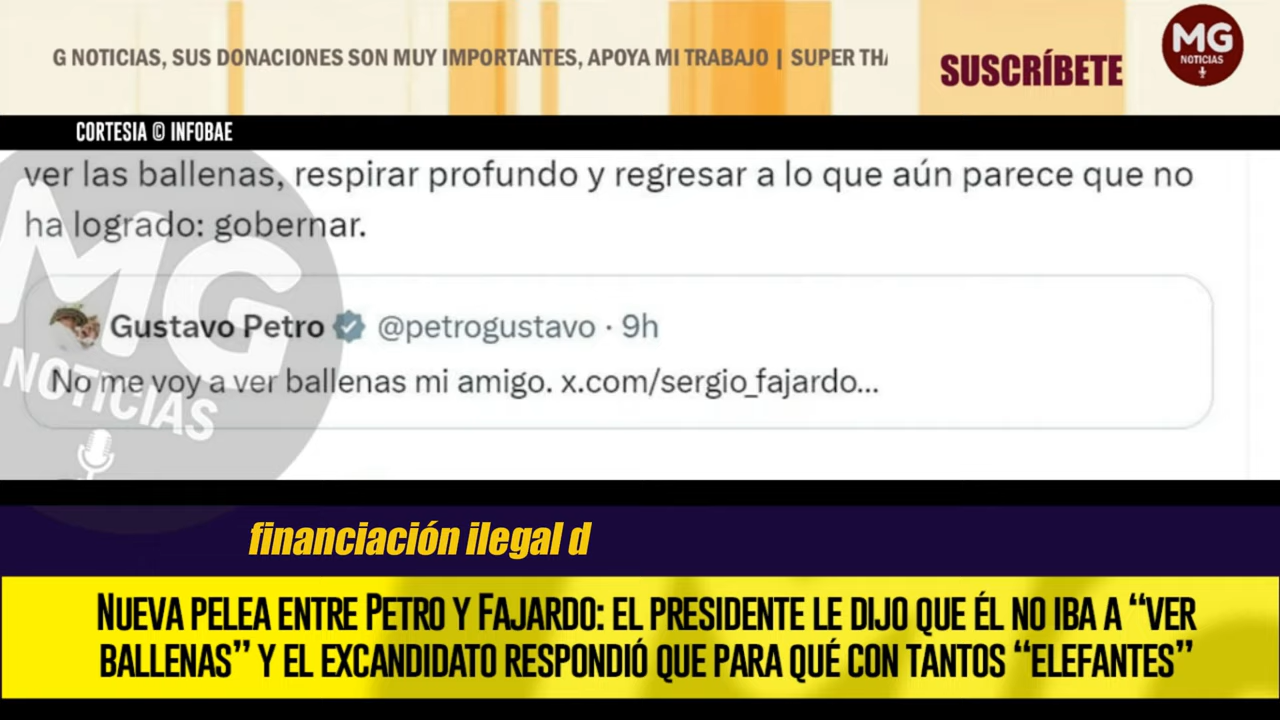 G NOTICIAS, SUS DONACIONES SON MUY IMPORTANTES, APOYA MI TRABAJO | SUPER THA
SUSCRÍBETE
MG
NOTICIAS
CORTESIA © INFOBAE
ver las ballenas, respirar profundo y regresar a lo que aún parece que no
ha logrado: gobernar.
Gustavo Petro @petrogustavo · 9h
No me voy a ver ballenas mi amigo. x.com/sergio_fajardo...
MG
NOTICIAS
financiación ilegal d
NUEVA PELEA ENTRE PETRO Y FAJARDO: EL PRESIDENTE LE DIJO QUE ÉL NO IBA A “VER
BALLENAS” Y EL EXCANDIDATO RESPONDIÓ QUE PARA QUÉ CON TANTOS “ELEFANTES”